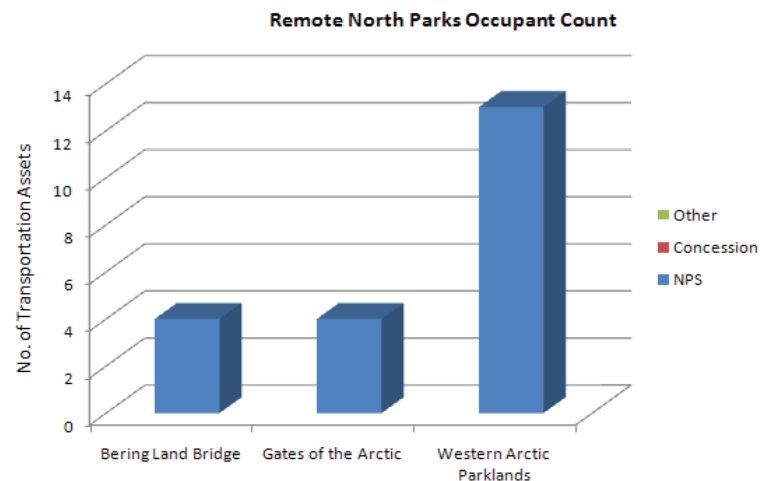 Remote North Parks Occupant Count
No. of Transportation Assets
14
12
10
8
6
4
2
0
Bering Land Bridge
Gates of the Arctic
Western Arctic
Parklands
Other
Concession
NPS